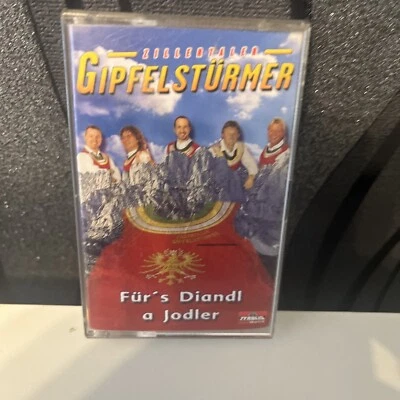 ZILLERTALER
GIPFELSTÜRMER
Für´s Diandl
a Jodler